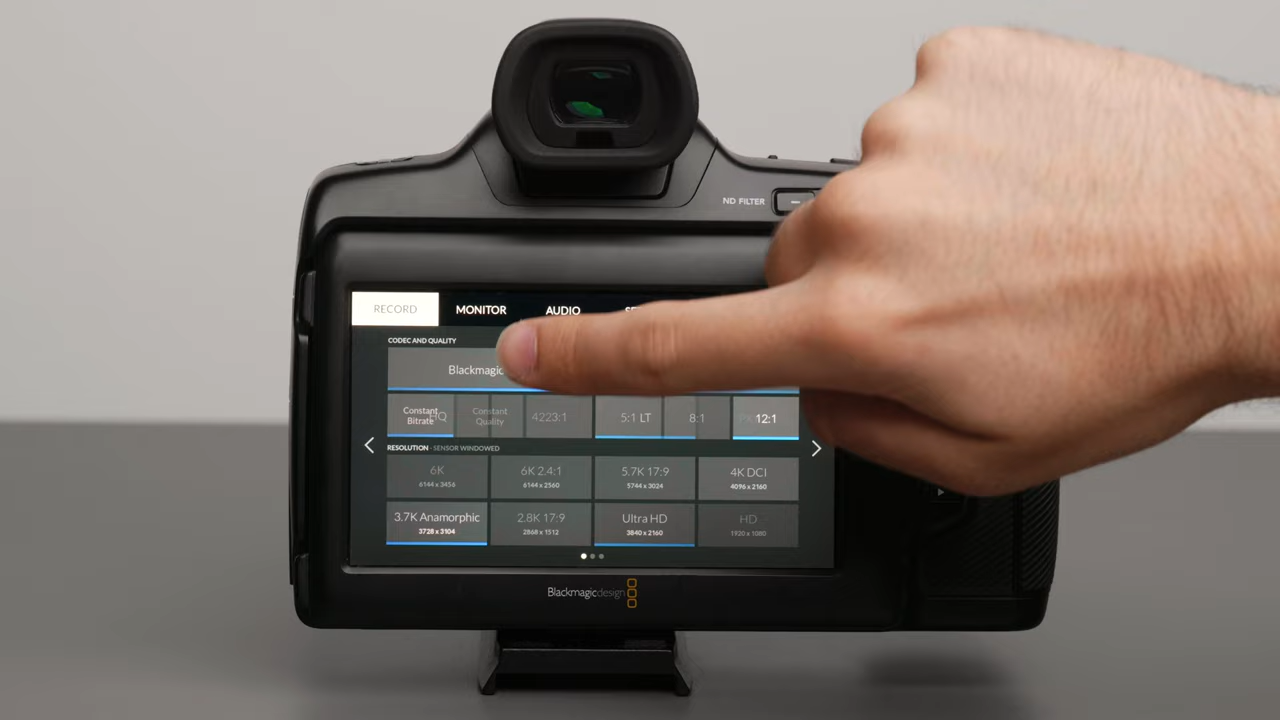 ND FILTER
RECORD MONITOR AUDIO
CODEC AND QUALITY
Blackmagic
Constant Bitrate HQ Constant Quality 4223:1 5:1 LT 8:1 12:1
RESOLUTION - SENSOR WINDOWED
6K 6K 2.4:1 5.7K 17:9 4K DCI
6144 x 3456 6144 x 2560 5744 x 3024 4096 x 2160
3.7K Anamorphic 2.8K 17:9 Ultra HD HD
3728 x 3104 2868 x 1512 3840 x 2160 1920 x 1080
Blackmagicdesign